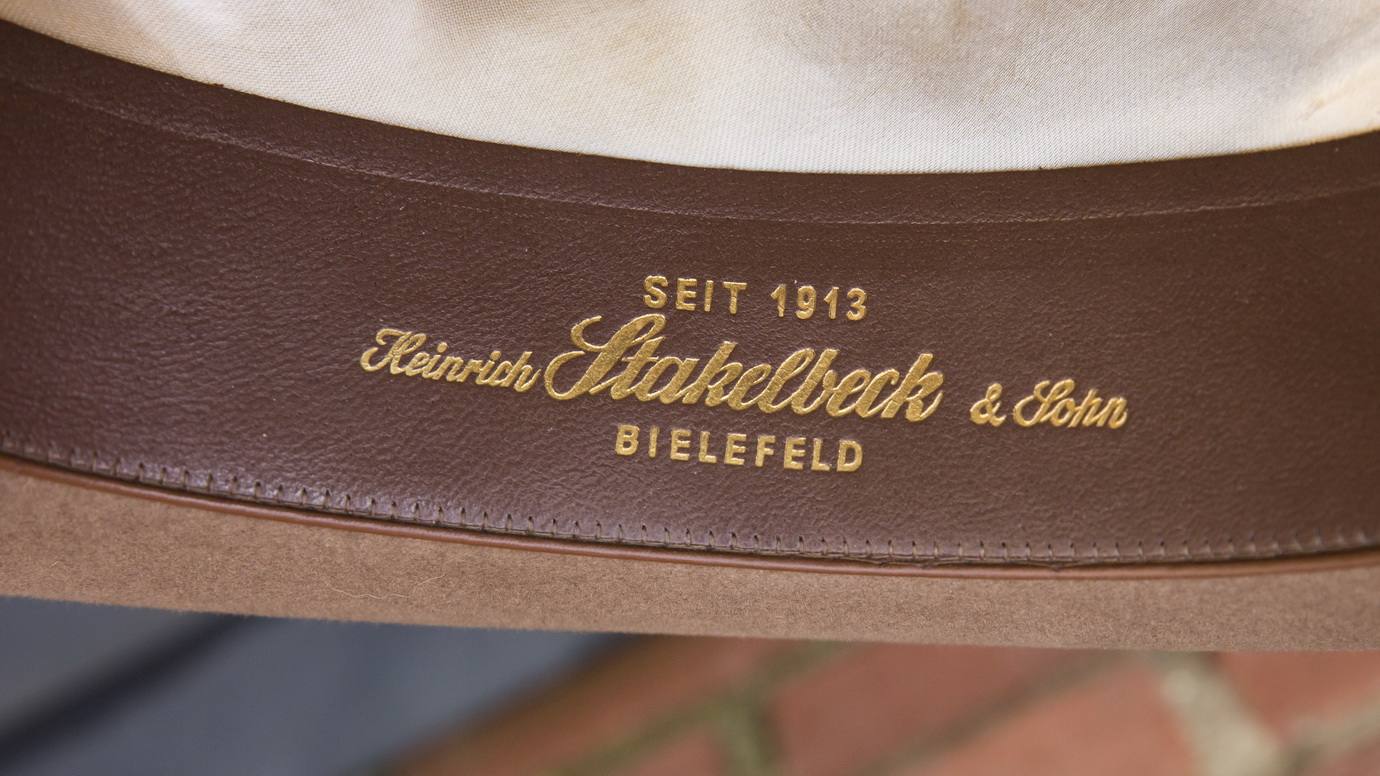 SEIT 1913
Heinrich Stakelbeck & Sohn
BIELEFELD